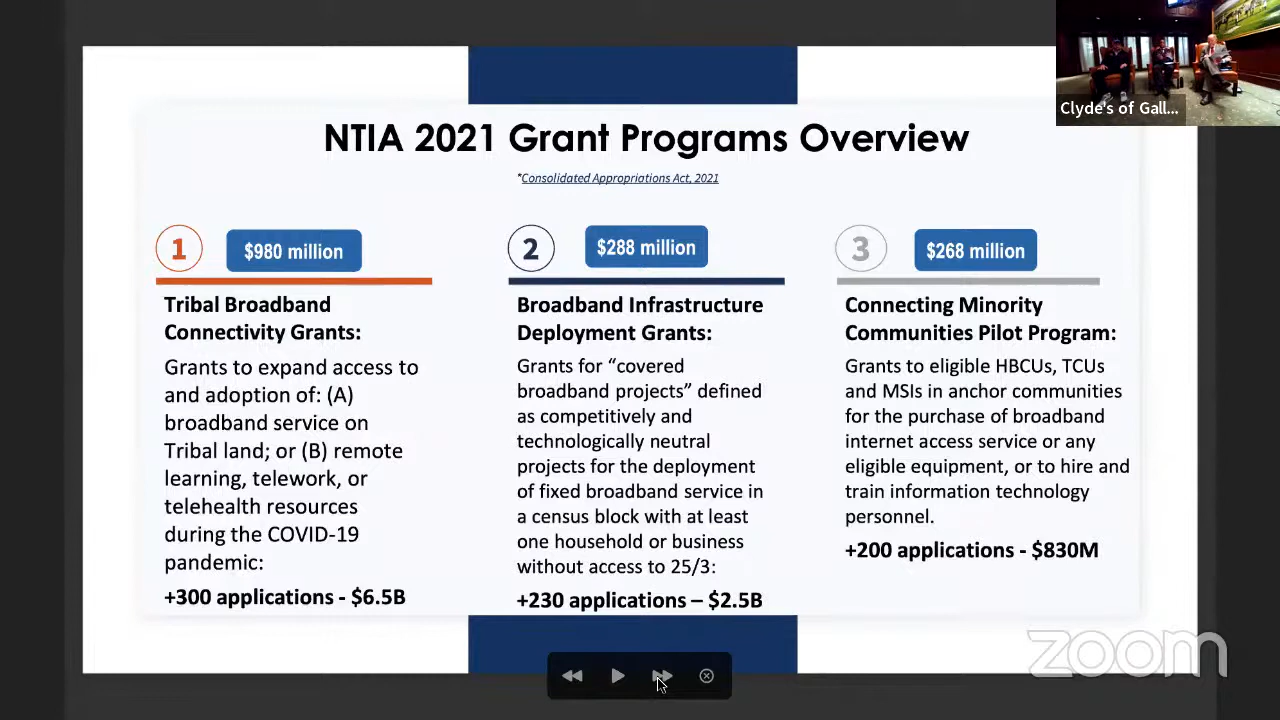 Clyde's of Gall...
NTIA 2021 Grant Programs Overview
*Consolidated Appropriations Act, 2021
1
$980 million
Tribal Broadband
Connectivity Grants:
Grants to expand access to
and adoption of: (A)
broadband service on
Tribal land; or (B) remote
learning, telework, or
telehealth resources
during the COVID-19
pandemic:
+300 applications - $6.5B
2
$288 million
Broadband Infrastructure
Deployment Grants:
Grants for “covered
broadband projects” defined
as competitively and
technologically neutral
projects for the deployment
of fixed broadband service in
a census block with at least
one household or business
without access to 25/3:
+230 applications – $2.5B
3
$268 million
Connecting Minority
Communities Pilot Program:
Grants to eligible HBCUs, TCUs
and MSIs in anchor communities
for the purchase of broadband
internet access service or any
eligible equipment, or to hire and
train information technology
personnel.
+200 applications - $830M
zoom